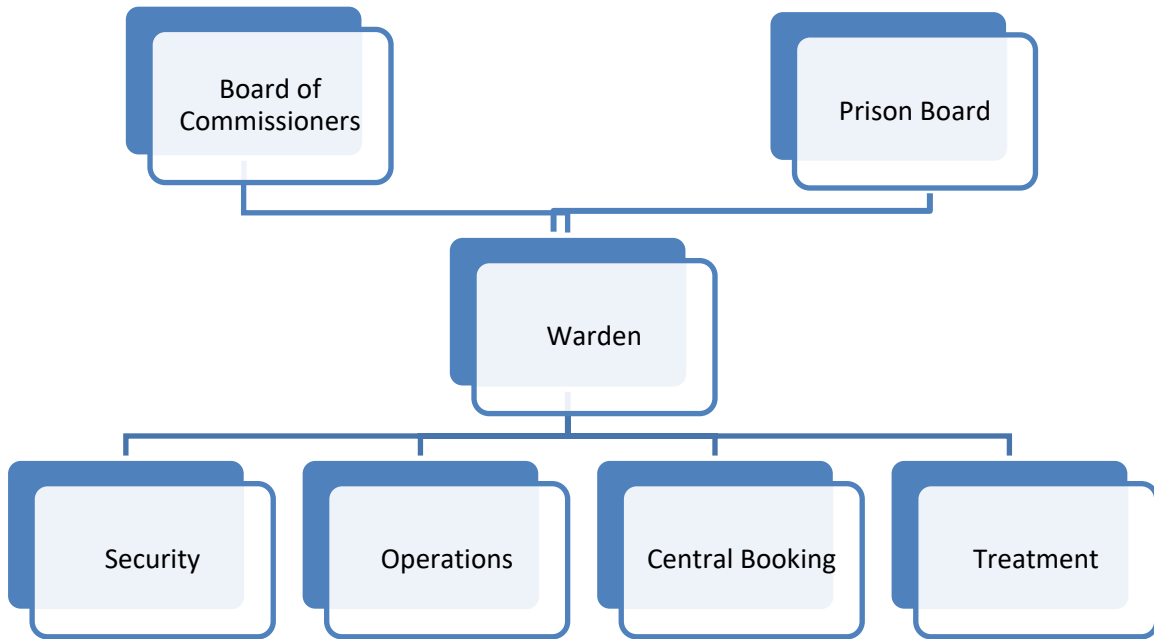 Board of
Commissioners
Prison Board
Warden
Security
Operations
Central Booking
Treatment